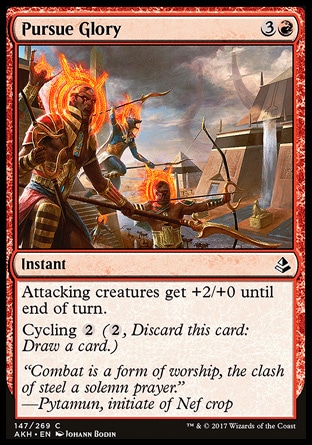 Pursue Glory 3
Instant
Attacking creatures get +2/+0 until
end of turn.
Cycling 2 (2, Discard this card:
Draw a card.)
“Combat is a form of worship, the clash
of steel a solemn prayer.”
—Pytamun, initiate of Nef crop
147/269 C
AKH • EN Johann Bodin
™ & © 2017 Wizards of the Coast